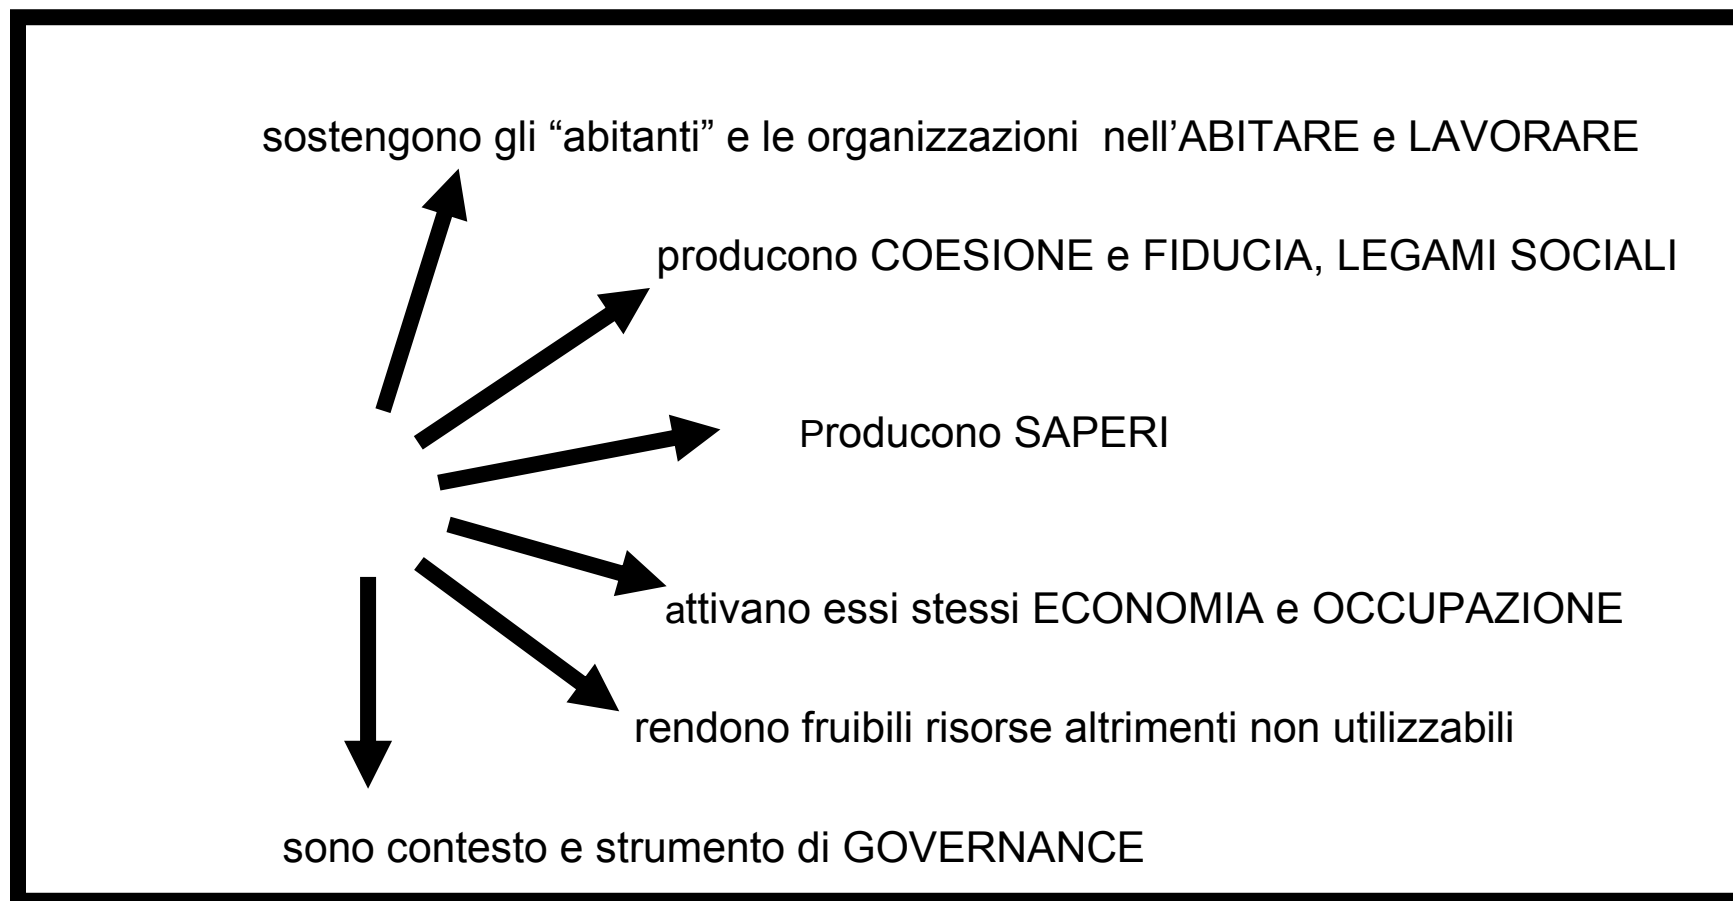 sostengono gli “abitanti” e le organizzazioni  nell’ABITARE e LAVORARE
producono COESIONE e FIDUCIA, LEGAMI SOCIALI
Producono SAPERI
attivano essi stessi ECONOMIA e OCCUPAZIONE
rendono fruibili risorse altrimenti non utilizzabili
sono contesto e strumento di GOVERNANCE